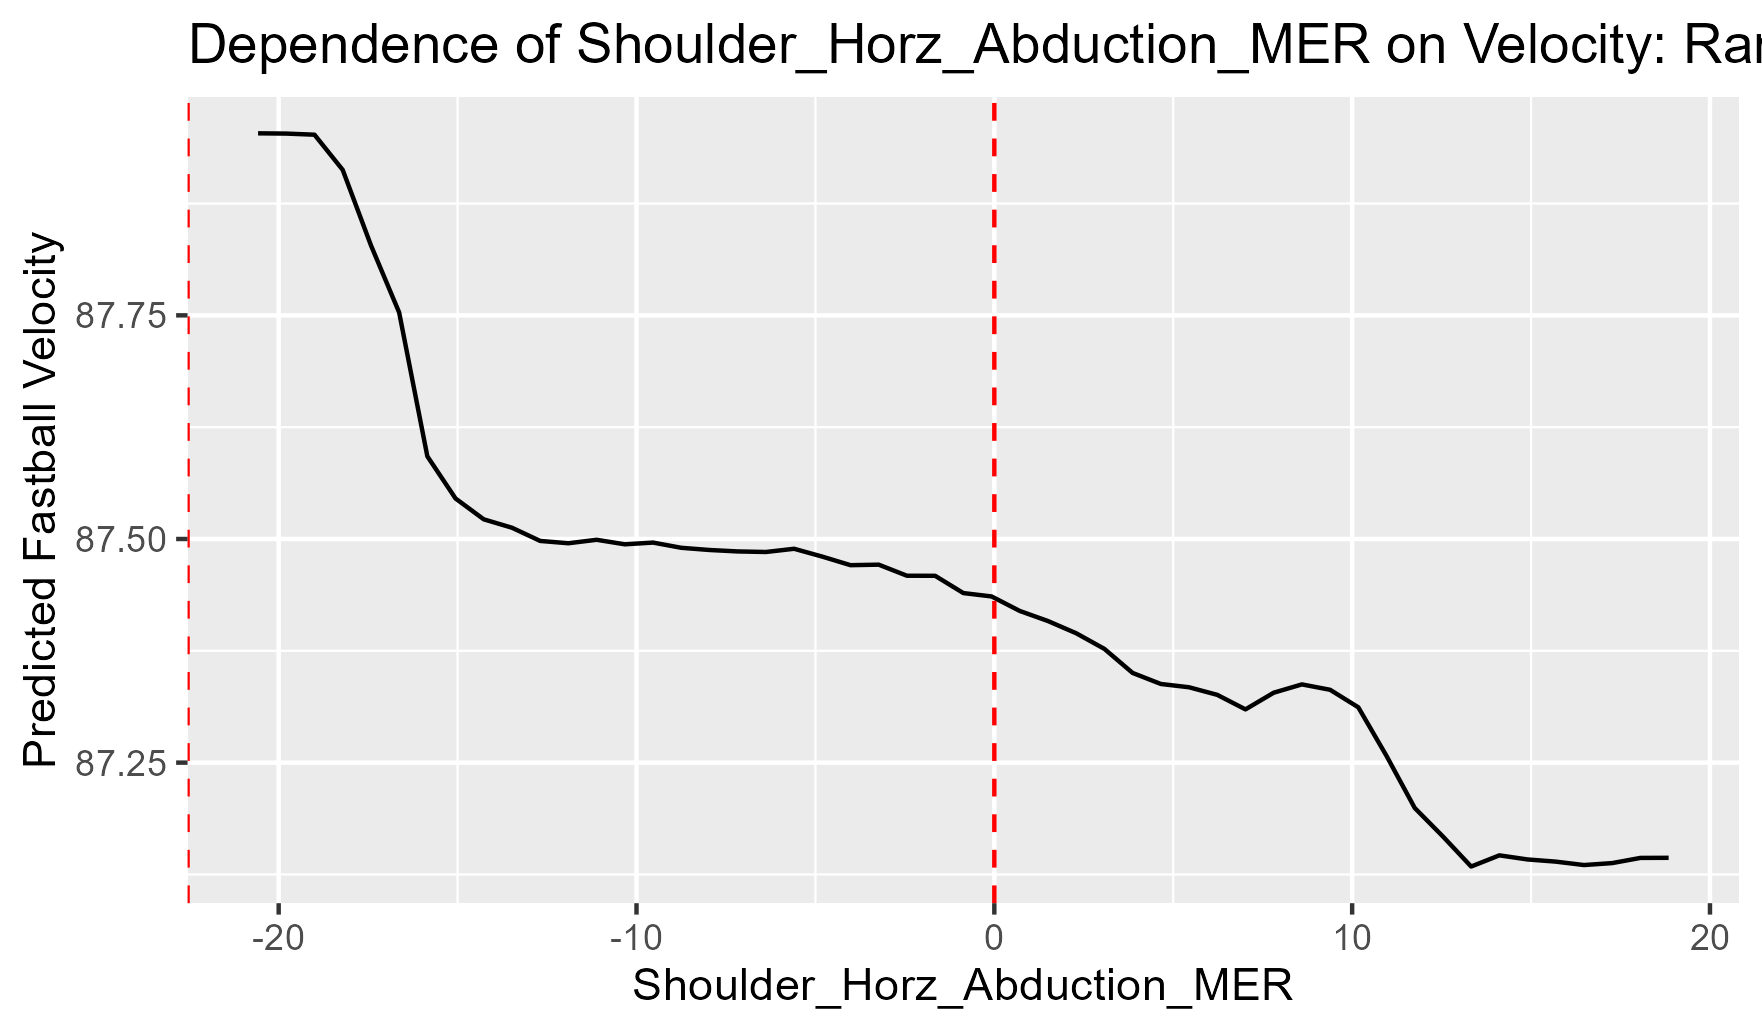 Dependence of Shoulder_Horz_Abduction_MER on Velocity: Rar
Predicted Fastball Velocity
87.75
87.50
87.25
-20 -10 0 10 20
Shoulder_Horz_Abduction_MER